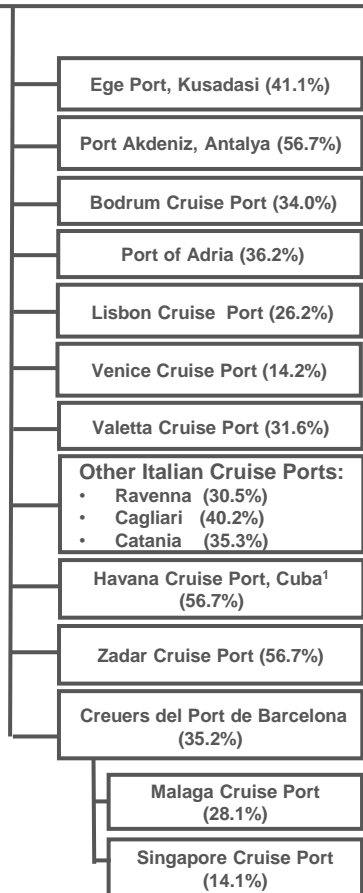 Ege Port, Kusadasi (41.1%)
Port Akdeniz, Antalya (56.7%)
Bodrum Cruise Port (34.0%)
Port of Adria (36.2%)
Lisbon Cruise Port (26.2%)
Venice Cruise Port (14.2%)
Valetta Cruise Port (31.6%)
Other Italian Cruise Ports:
• Ravenna (30.5%)
• Cagliari (40.2%)
• Catania (35.3%)
Havana Cruise Port, Cuba¹
(56.7%)
Zadar Cruise Port (56.7%)
Creuers del Port de Barcelona
(35.2%)
Malaga Cruise Port
(28.1%)
Singapore Cruise Port
(14.1%)